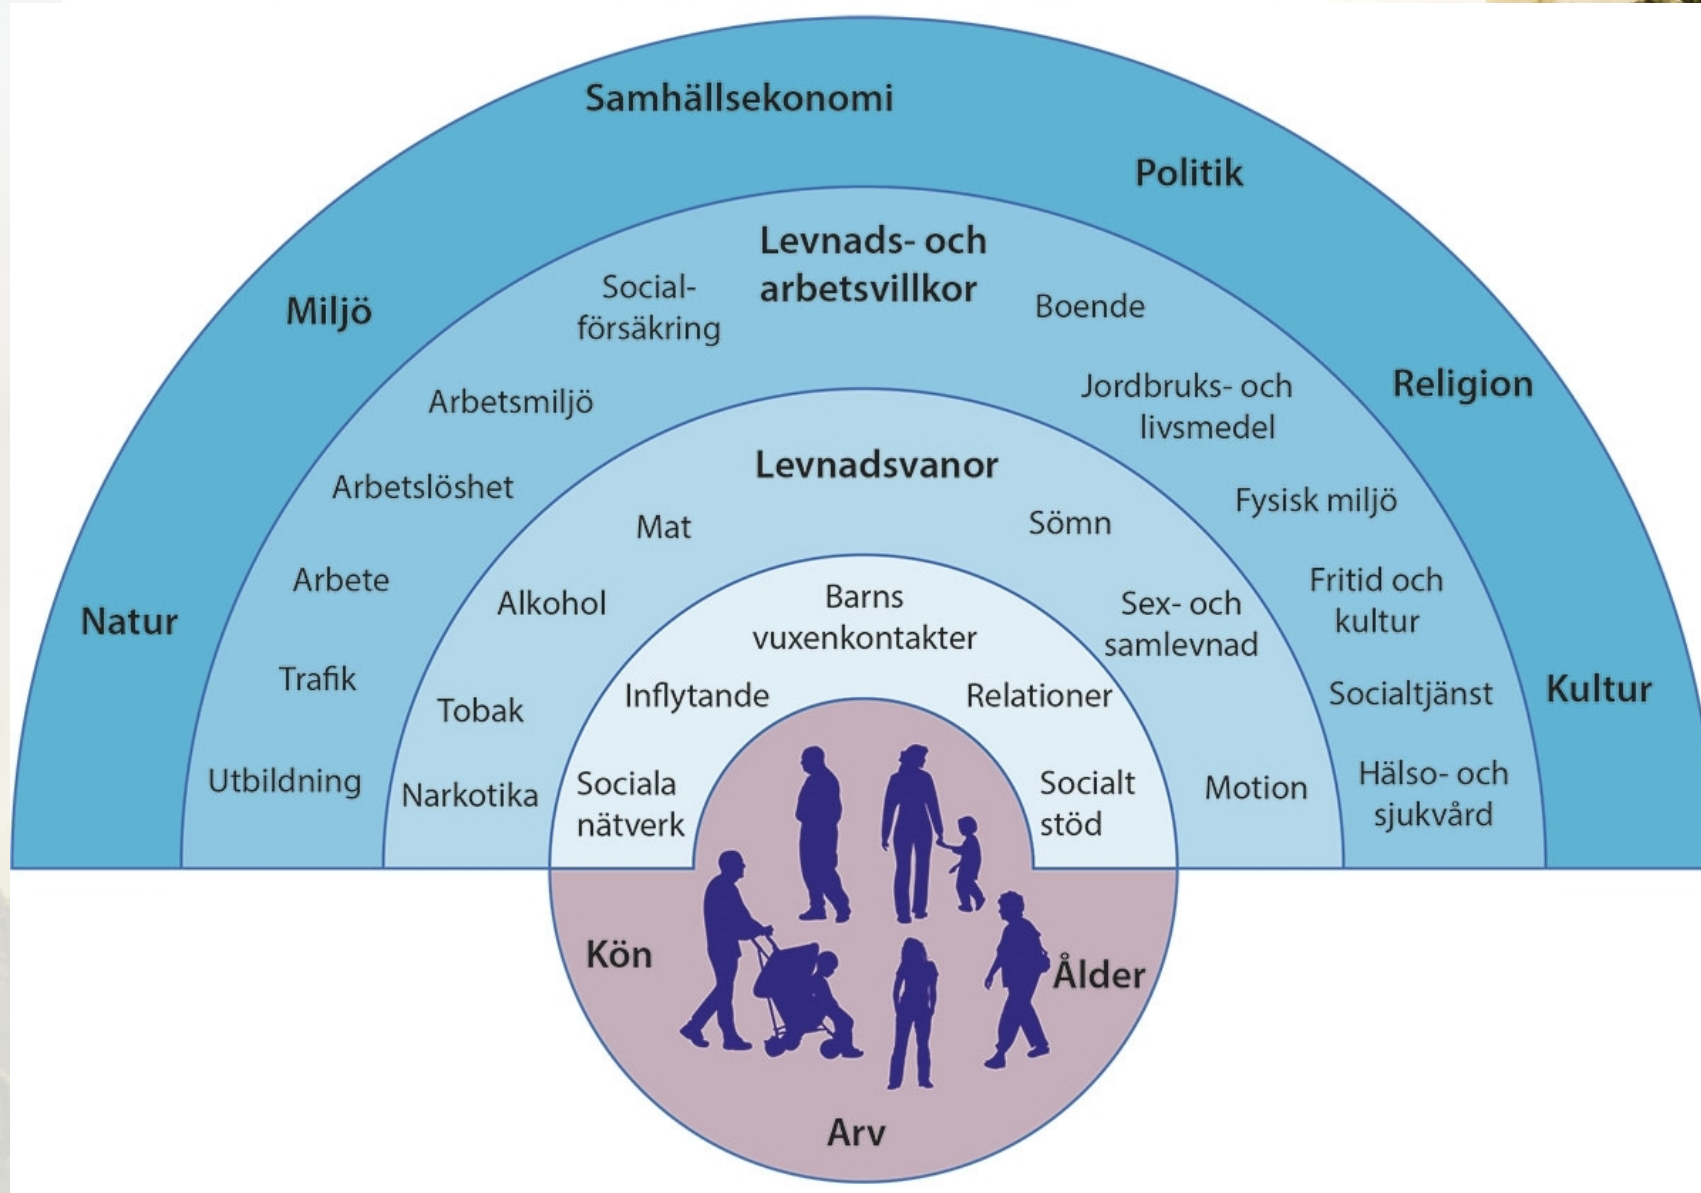 Samhällsekonomi
Politik
Miljö
Religion
Natur
Kultur
Levnads- och
arbetsvillkor
Social-
försäkring
Boende
Arbetsmiljö
Jordbruks- och
livsmedel
Arbetslöshet
Fysisk miljö
Arbete
Fritid och
kultur
Trafik
Socialtjänst
Utbildning
Hälso- och
sjukvård
Levnadsvanor
Mat
Sömn
Alkohol
Sex- och
samlevnad
Tobak
Narkotika
Motion
Barns
vuxenkontakter
Inflytande
Relationer
Sociala
nätverk
Socialt
stöd
Kön
Ålder
Arv